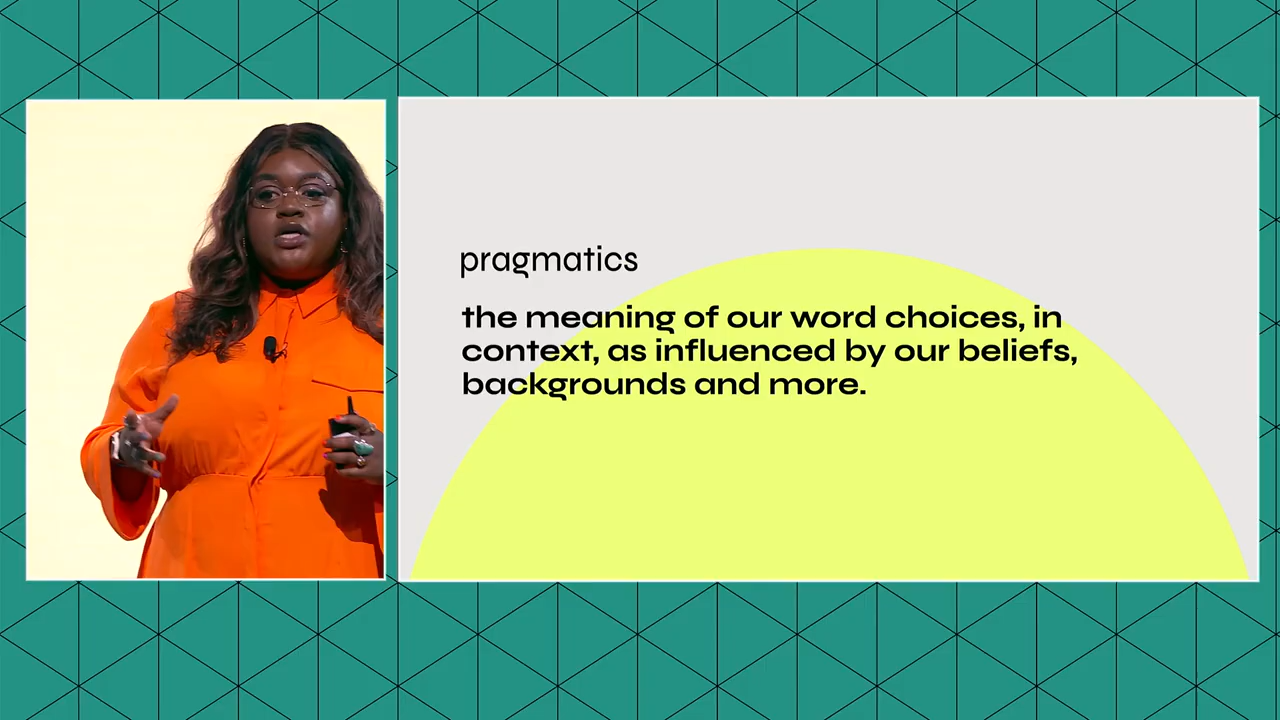 pragmatics
the meaning of our word choices, in
context, as influenced by our beliefs,
backgrounds and more.